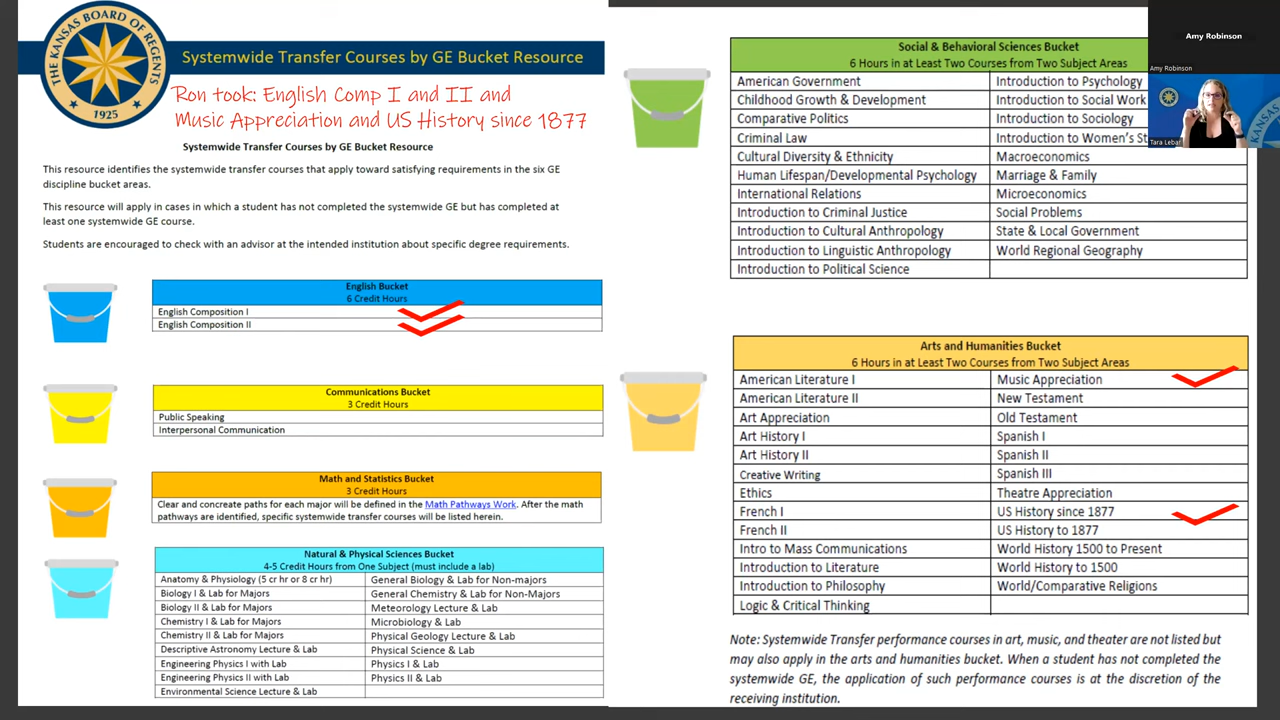 THE KANSAS BOARD OF REGENTS
1925
Systemwide Transfer Courses by GE Bucket Resource
Ron took: English Comp I and II and
Music Appreciation and US History since 1877
Systemwide Transfer Courses by GE Bucket Resource
This resource identifies the systemwide transfer courses that apply toward satisfying requirements in the six GE
discipline bucket areas.
This resource will apply in cases in which a student has not completed the systemwide GE but has completed at
least one systemwide GE course.
Students are encouraged to check with an advisor at the intended institution about specific degree requirements.
English Bucket
6 Credit Hours
English Composition I
English Composition II
Communications Bucket
3 Credit Hours
Public Speaking
Interpersonal Communication
Math and Statistics Bucket
3 Credit Hours
Clear and concreate paths for each major will be defined in the Math Pathways Work. After the math
pathways are identified, specific systemwide transfer courses will be listed herein.
Natural & Physical Sciences Bucket
4-5 Credit Hours from One Subject (must include a lab)
Anatomy & Physiology (5 cr hr or 8 cr hr) General Biology & Lab for Non-majors
Biology I & Lab for Majors General Chemistry & Lab for Non-Majors
Biology II & Lab for Majors Meteorology Lecture & Lab
Chemistry I & Lab for Majors Microbiology & Lab
Chemistry II & Lab for Majors Physical Geology Lecture & Lab
Descriptive Astronomy Lecture & Lab Physical Science & Lab
Engineering Physics I with Lab Physics I & Lab
Engineering Physics II with Lab Physics II & Lab
Environmental Science Lecture & Lab
Social & Behavioral Sciences Bucket
6 Hours in at Least Two Courses from Two Subject Areas
American Government Introduction to Psychology
Childhood Growth & Development Introduction to Social Work
Comparative Politics Introduction to Sociology
Criminal Law Introduction to Women's St
Cultural Diversity & Ethnicity Macroeconomics
Human Lifespan/Developmental Psychology Marriage & Family
International Relations Microeconomics
Introduction to Criminal Justice Social Problems
Introduction to Cultural Anthropology State & Local Government
Introduction to Linguistic Anthropology World Regional Geography
Introduction to Political Science
Arts and Humanities Bucket
6 Hours in at Least Two Courses from Two Subject Areas
American Literature I Music Appreciation
American Literature II New Testament
Art Appreciation Old Testament
Art History I Spanish I
Art History II Spanish II
Creative Writing Spanish III
Ethics Theatre Appreciation
French I US History since 1877
French II US History to 1877
Intro to Mass Communications World History 1500 to Present
Introduction to Literature World History to 1500
Introduction to Philosophy World/Comparative Religions
Logic & Critical Thinking
Note: Systemwide Transfer performance courses in art, music, and theater are not listed but
may also apply in the arts and humanities bucket. When a student has not completed the
systemwide GE, the application of such performance courses is at the discretion of the
receiving institution.
Amy Robinson
Amy Robinson
Tara Lebar
KANSAS